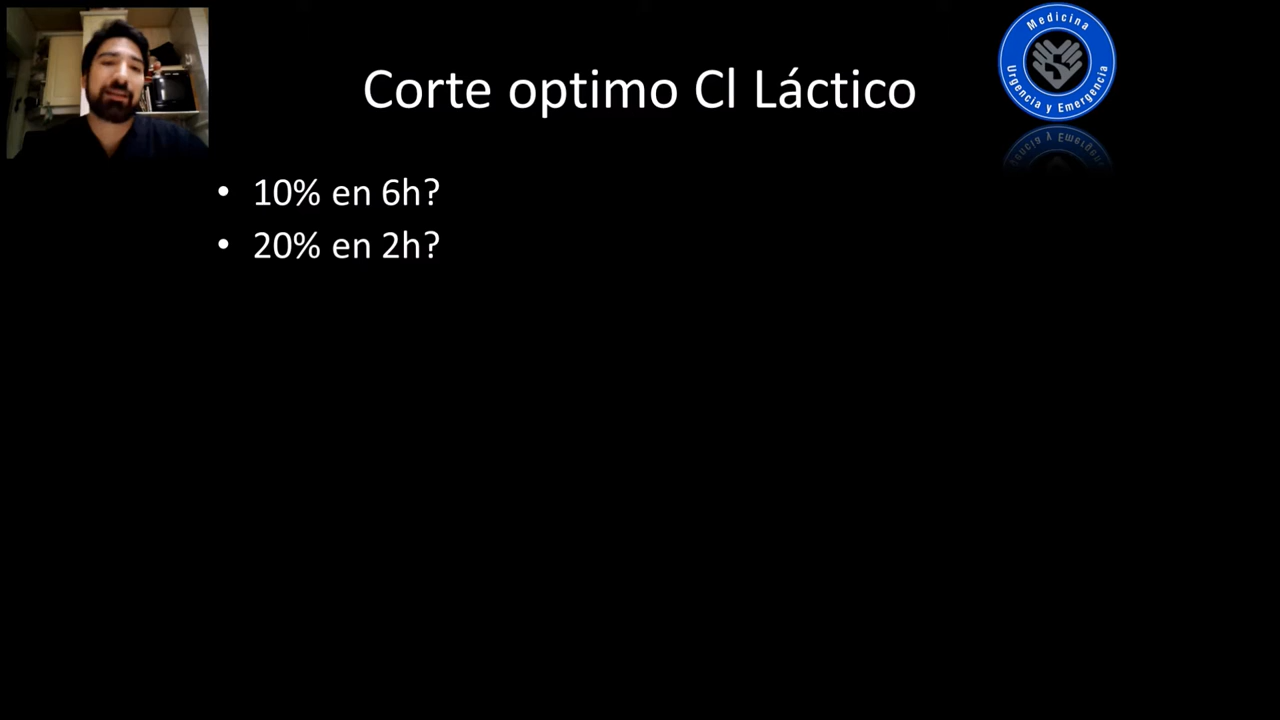 Corte optimo Cl Láctico
Medicina
Urgencia y Emergencia
• 10% en 6h?
• 20% en 2h?